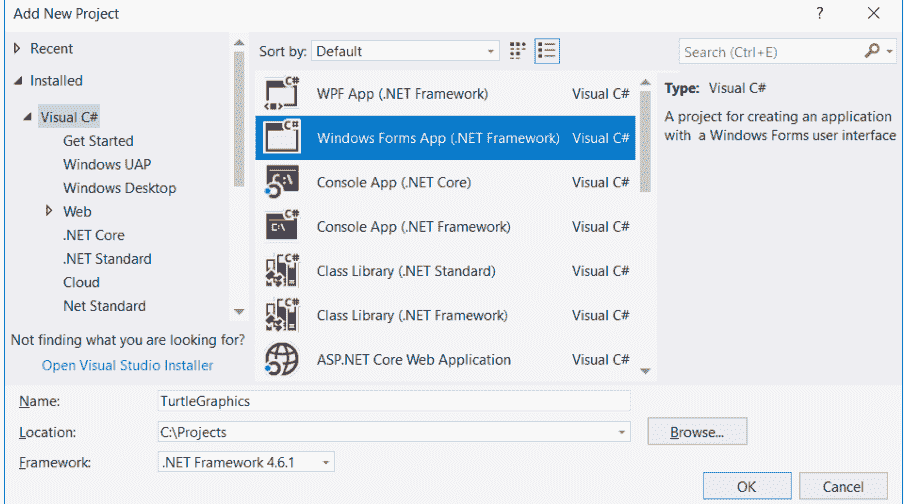 Add New Project ?
Recent
Installed
Visual C#
Get Started
Windows UAP
Windows Desktop
Web
.NET Core
.NET Standard
Cloud
Net Standard
Not finding what you are looking for?
Open Visual Studio Installer
Sort by: Default
Search (Ctrl+E)
C# WPF App (.NET Framework) Visual C#
C# Windows Forms App (.NET Framework) Visual C#
C:\ Console App (.NET Core) Visual C#
C# C:\ Console App (.NET Framework) Visual C#
C# Class Library (.NET Standard) Visual C#
C# Class Library (.NET Framework) Visual C#
ASP.NET Core Web Application Visual C#
Type: Visual C#
A project for creating an application
with a Windows Forms user interface
Name: TurtleGraphics
Location: C:\Projects Browse...
Framework: .NET Framework 4.6.1
OK Cancel